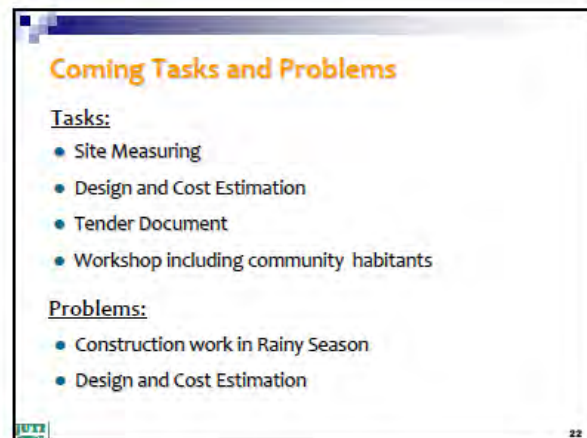 Coming Tasks and Problems
Tasks:
Site Measuring
Design and Cost Estimation
Tender Document
Workshop including community habitants
Problems:
Construction work in Rainy Season
Design and Cost Estimation
22